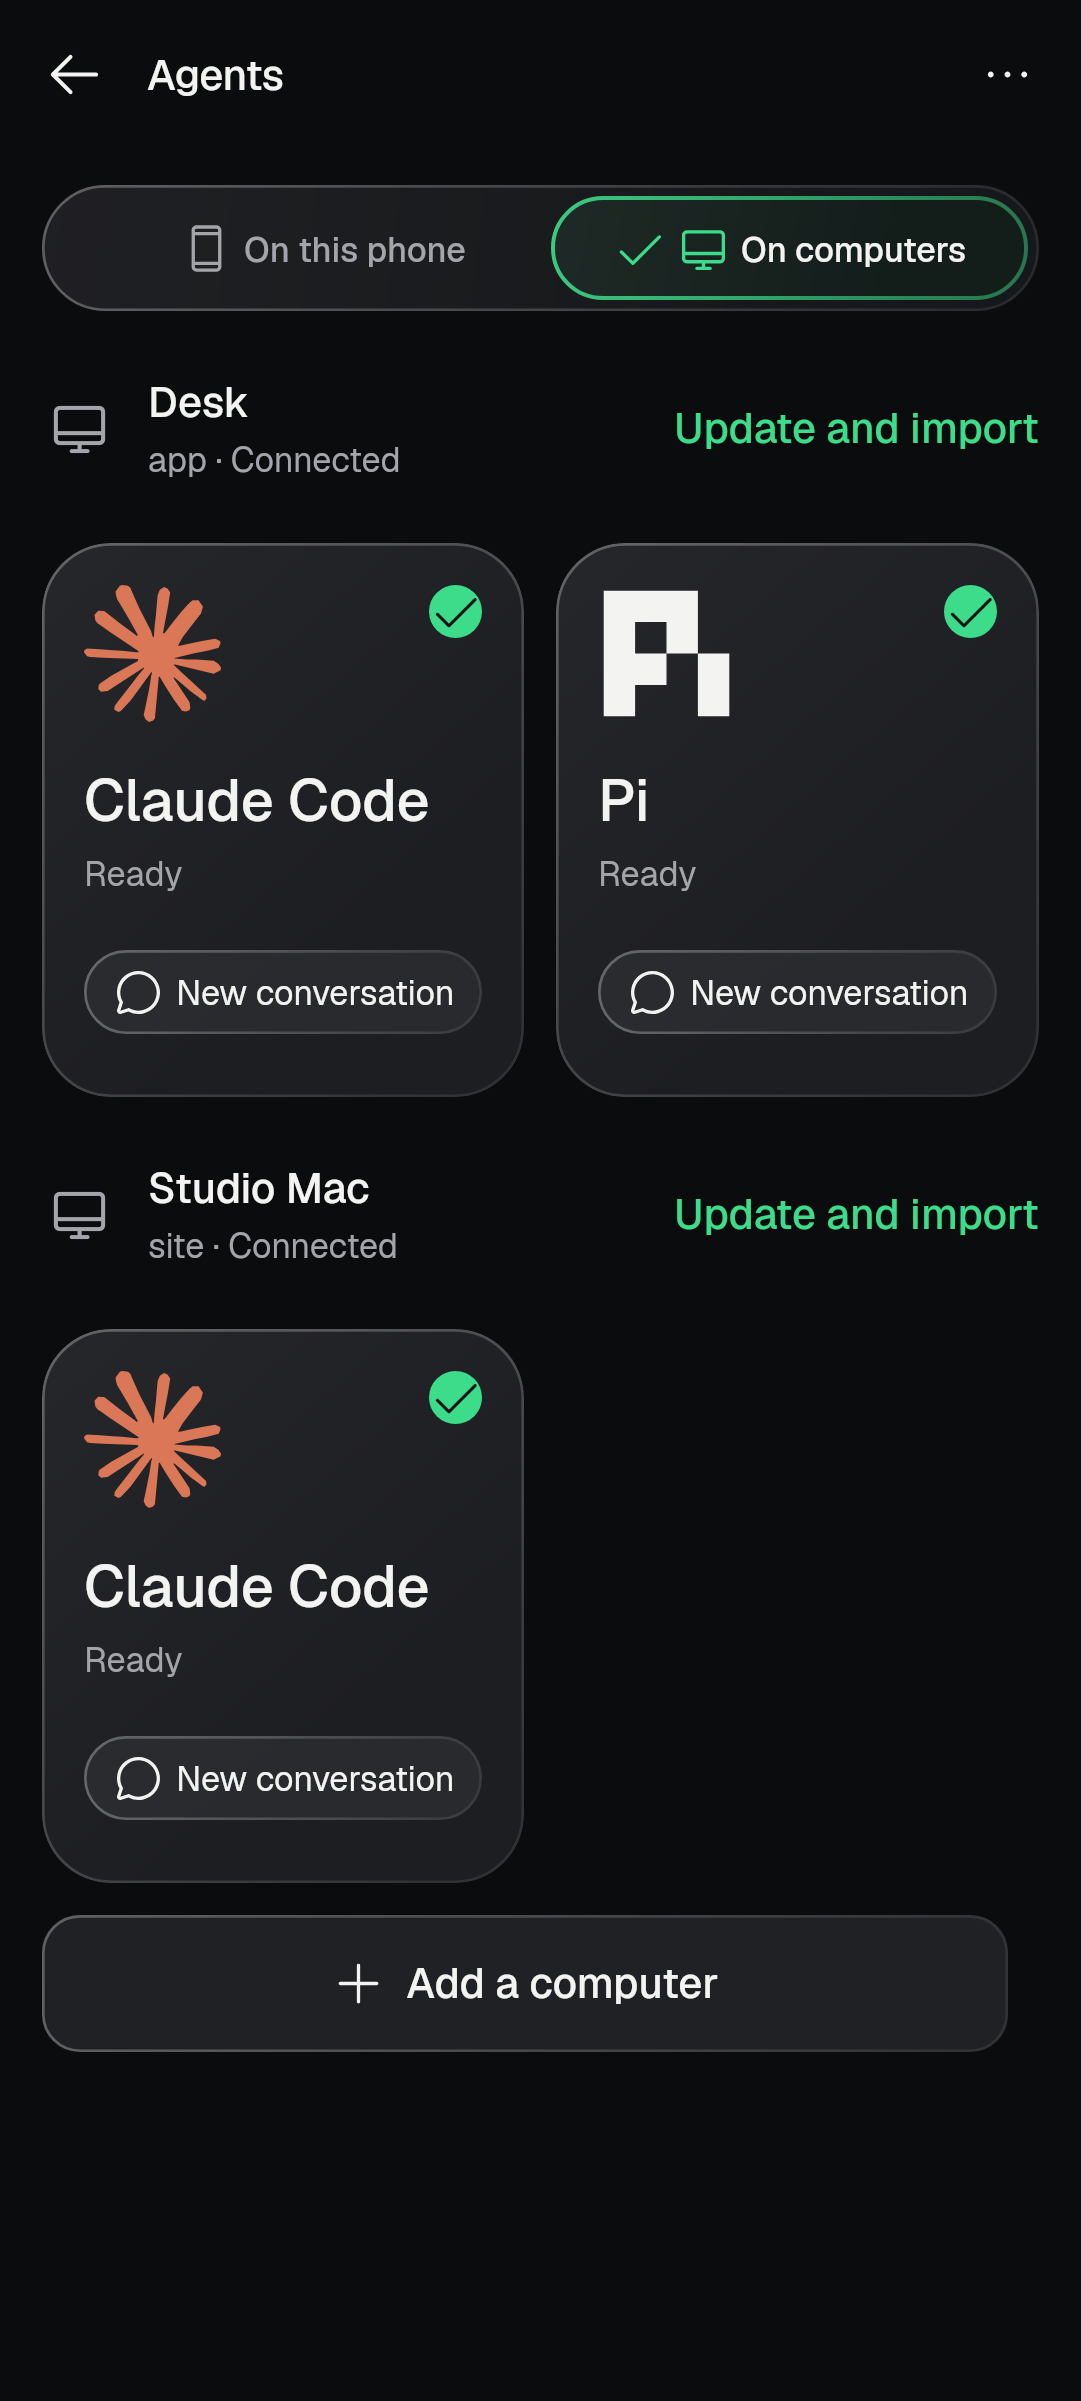 Agents
On this phone
On computers
Desk
app · Connected
Update and import
Claude Code
Ready
New conversation
Pi
Ready
New conversation
Studio Mac
site · Connected
Update and import
Claude Code
Ready
New conversation
Add a computer